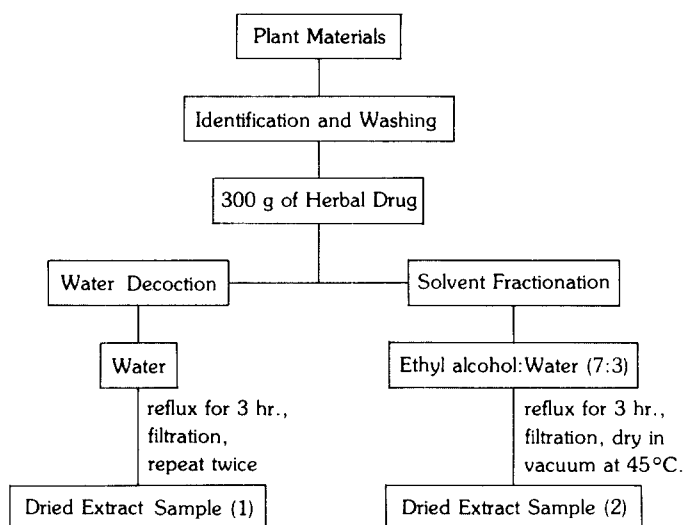 Plant Materials
Identification and Washing
300 g of Herbal Drug
Water Decoction
Solvent Fractionation
Water
Ethyl alcohol:Water (7:3)
reflux for 3 hr.,
filtration,
repeat twice
reflux for 3 hr.,
filtration, dry in
vacuum at 45°C.
Dried Extract Sample (1)
Dried Extract Sample (2)